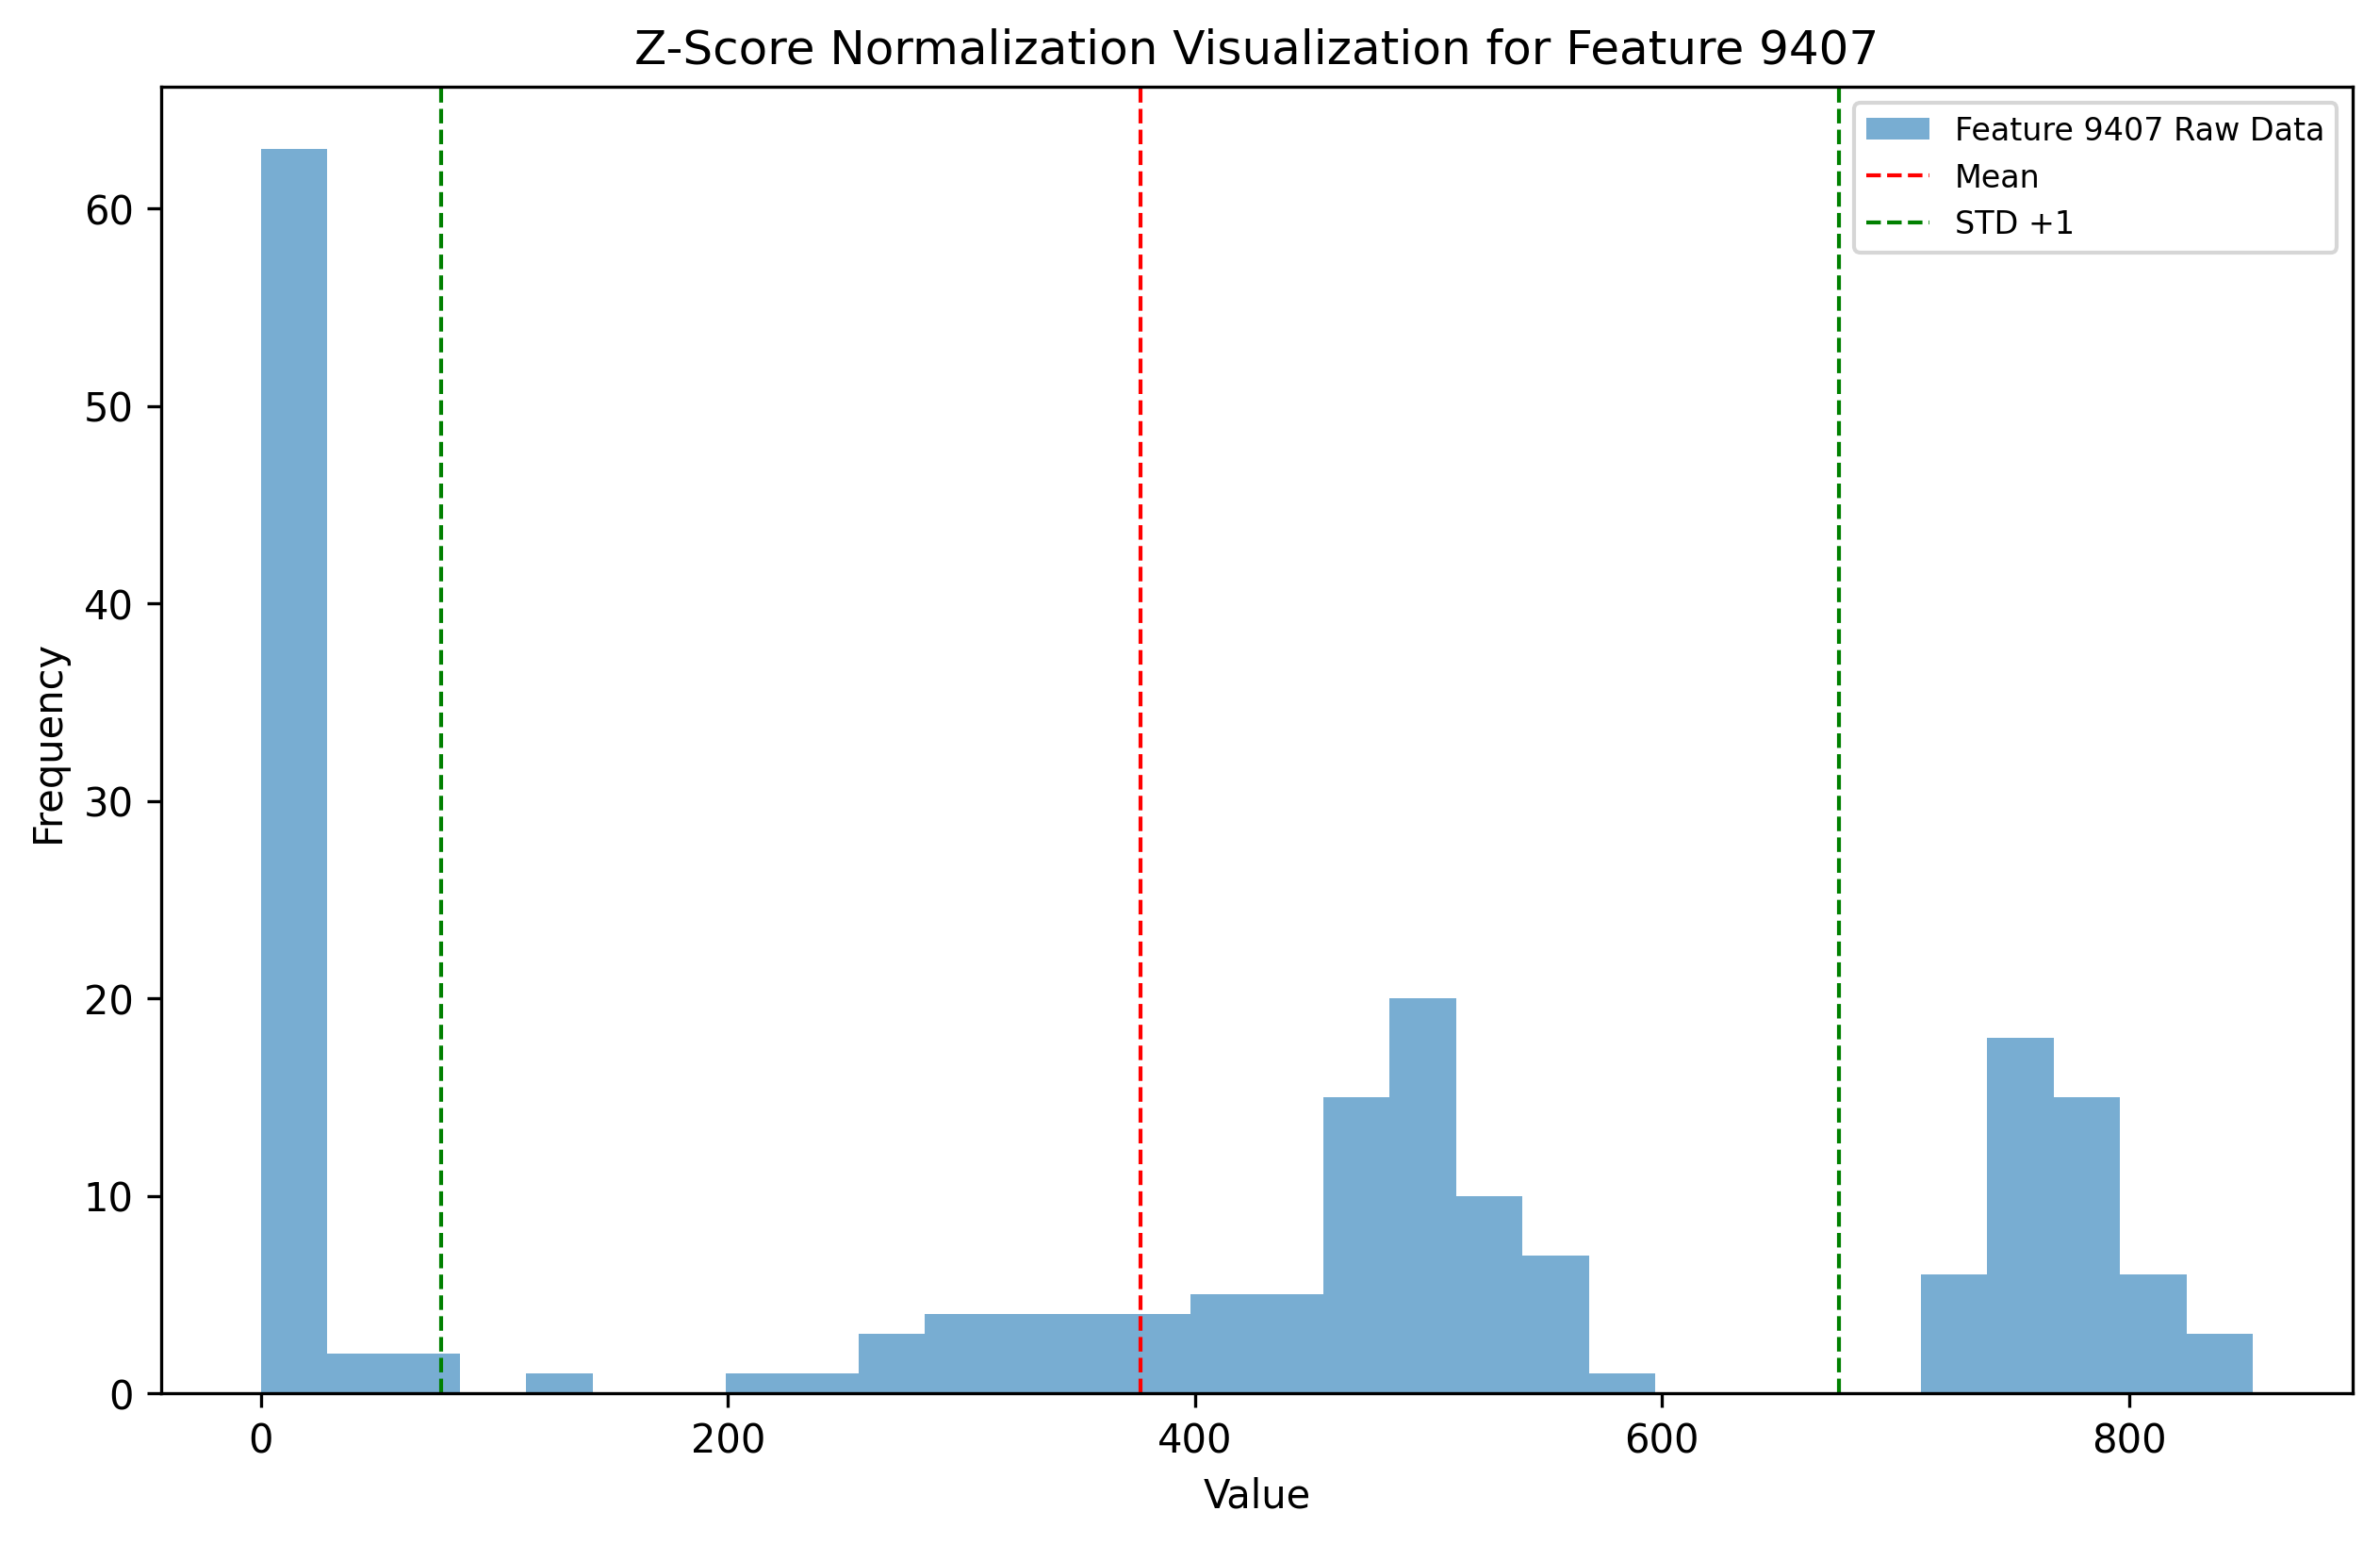 Z-Score Normalization Visualization for Feature 9407
Feature 9407 Raw Data
Mean
STD +1
60
50
40
30
20
10
0
Frequency
0 200 400 600 800
Value